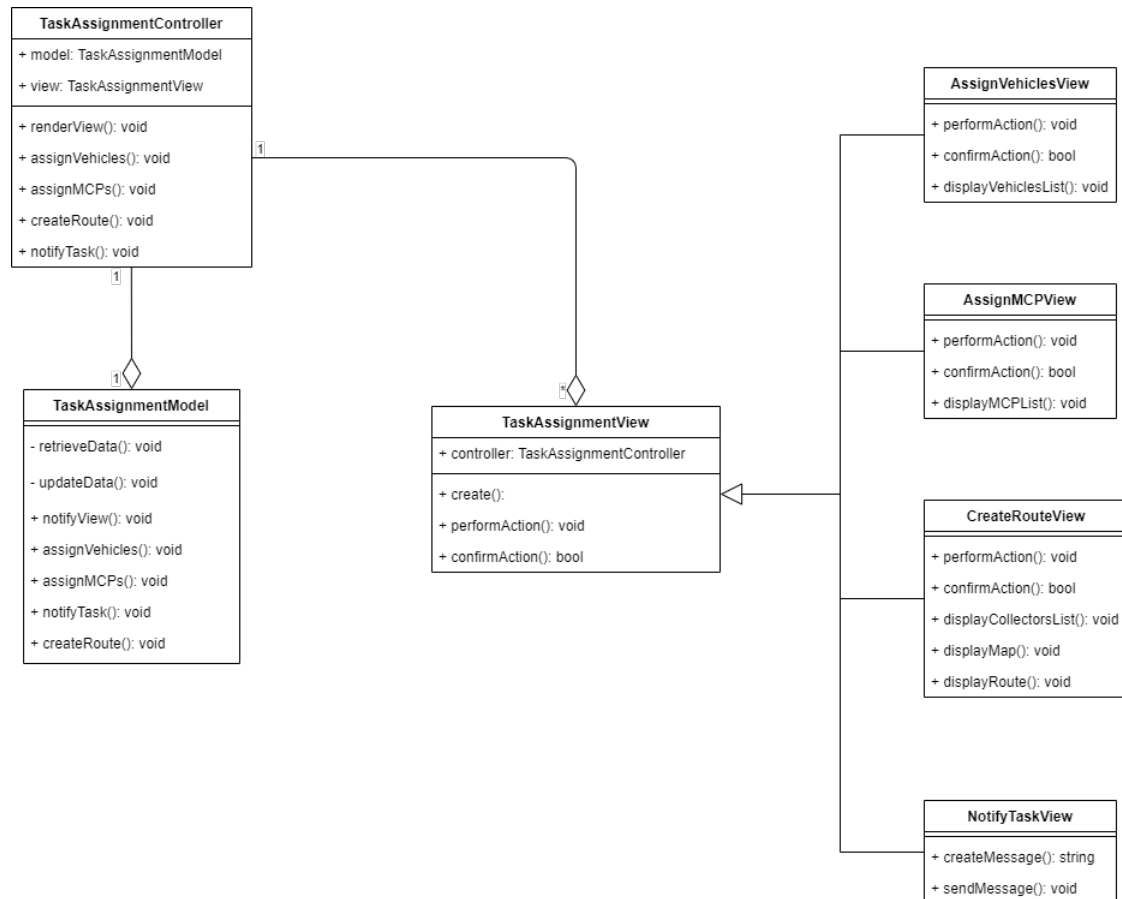 TaskAssignmentController
+ model: TaskAssignmentModel
+ view: TaskAssignmentView
+ renderView(): void
+ assignVehicles(): void
+ assignMCPs(): void
+ createRoute(): void
+ notifyTask(): void
1
1
1
*
TaskAssignmentModel
- retrieveData(): void
- updateData(): void
+ notifyView(): void
+ assignVehicles(): void
+ assignMCPs(): void
+ notifyTask(): void
+ createRoute(): void
TaskAssignmentView
+ controller: TaskAssignmentController
+ create():
+ performAction(): void
+ confirmAction(): bool
AssignVehiclesView
+ performAction(): void
+ confirmAction(): bool
+ displayVehiclesList(): void
AssignMCPView
+ performAction(): void
+ confirmAction(): bool
+ displayMCPList(): void
CreateRouteView
+ performAction(): void
+ confirmAction(): bool
+ displayCollectorsList(): void
+ displayMap(): void
+ displayRoute(): void
NotifyTaskView
+ createMessage(): string
+ sendMessage(): void